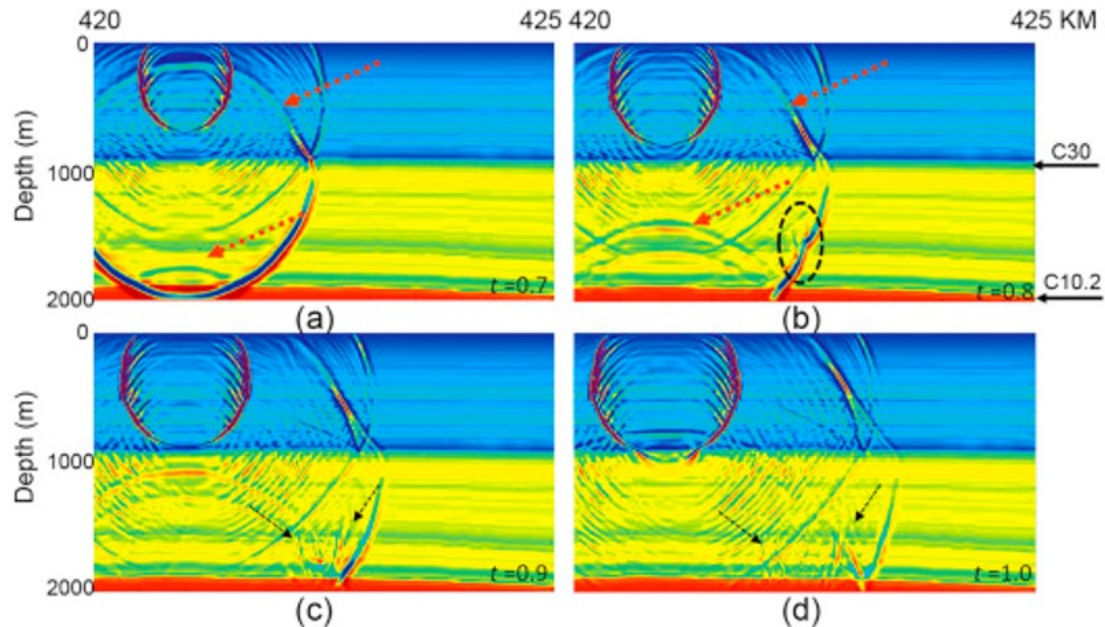 420 425 420 425 KM
0
Depth (m)
1000
2000
C30
C10.2
t =0.7
t =0.8
(a) (b)
0
Depth (m)
1000
2000
t =0.9
t =1.0
(c) (d)